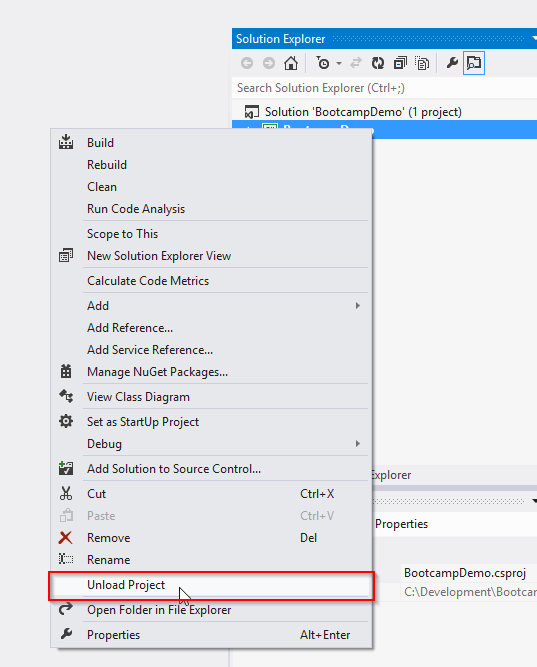 Solution Explorer
Search Solution Explorer (Ctrl+;)
Solution 'BootcampDemo' (1 project)
Build
Rebuild
Clean
Run Code Analysis
Scope to This
New Solution Explorer View
Calculate Code Metrics
Add
Add Reference...
Add Service Reference...
Manage NuGet Packages...
View Class Diagram
Set as StartUp Project
Debug
Add Solution to Source Control...
Explorer
Cut Ctrl+X
Paste Ctrl+V
Properties
Remove Del
Rename
BootcampDemo.csproj
Unload Project
C:\Development\Bootca
Open Folder in File Explorer
Properties Alt+Enter